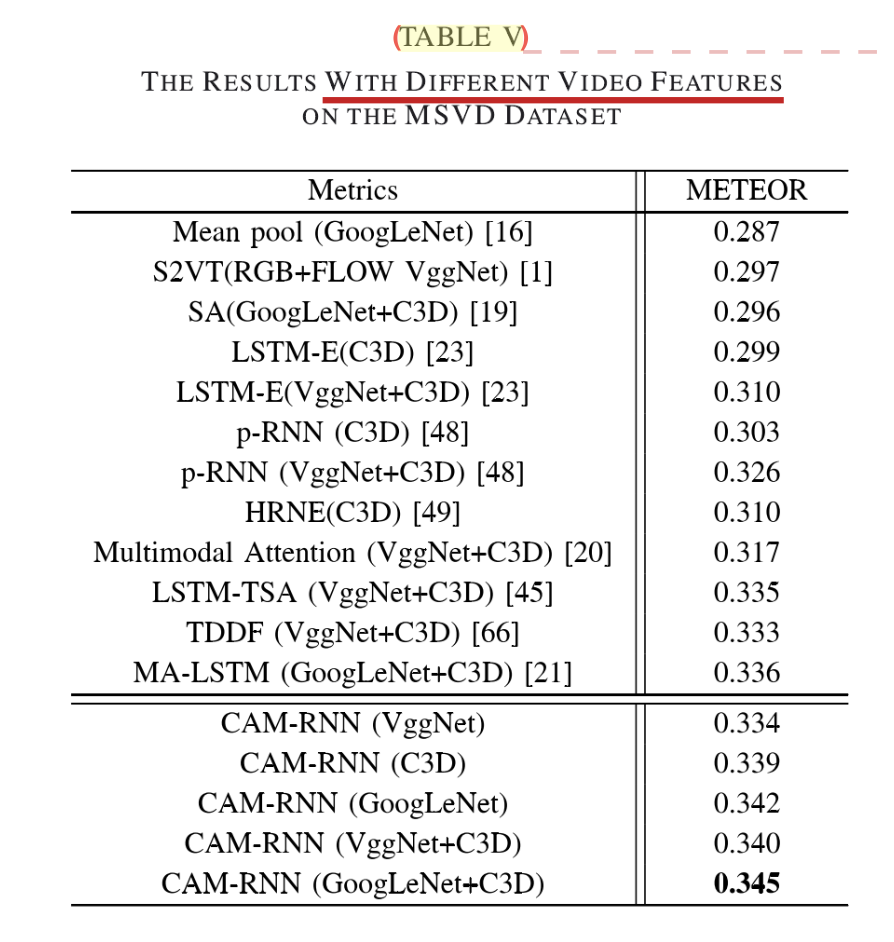 (TABLE V)
THE RESULTS WITH DIFFERENT VIDEO FEATURES
ON THE MSVD DATASET
Metrics METEOR
Mean pool (GoogLeNet) [16] 0.287
S2VT(RGB+FLOW VggNet) [1] 0.297
SA(GoogLeNet+C3D) [19] 0.296
LSTM-E(C3D) [23] 0.299
LSTM-E(VggNet+C3D) [23] 0.310
p-RNN (C3D) [48] 0.303
p-RNN (VggNet+C3D) [48] 0.326
HRNE(C3D) [49] 0.310
Multimodal Attention (VggNet+C3D) [20] 0.317
LSTM-TSA (VggNet+C3D) [45] 0.335
TDDF (VggNet+C3D) [66] 0.333
MA-LSTM (GoogLeNet+C3D) [21] 0.336
CAM-RNN (VggNet) 0.334
CAM-RNN (C3D) 0.339
CAM-RNN (GoogLeNet) 0.342
CAM-RNN (VggNet+C3D) 0.340
CAM-RNN (GoogLeNet+C3D) 0.345